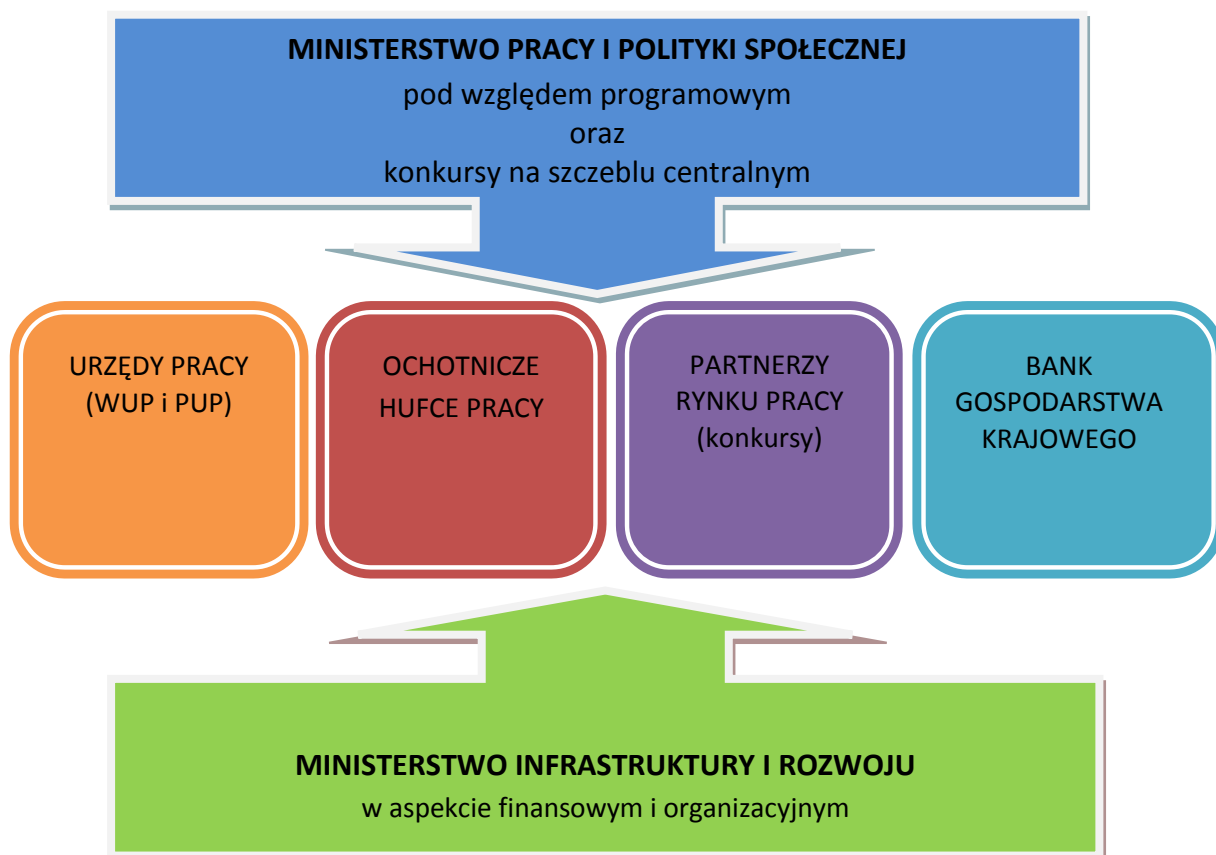 MINISTERSTWO PRACY I POLITYKI SPOŁECZNEJ
pod względem programowym
oraz
konkursy na szczeblu centralnym
URZĘDY PRACY
(WUP i PUP)
OCHOTNICZE
HUFCE PRACY
PARTNERZY
RYNKU PRACY
(konkursy)
BANK
GOSPODARSTWA
KRAJOWEGO
MINISTERSTWO INFRASTRUKTURY I ROZWOJU
w aspekcie finansowym i organizacyjnym